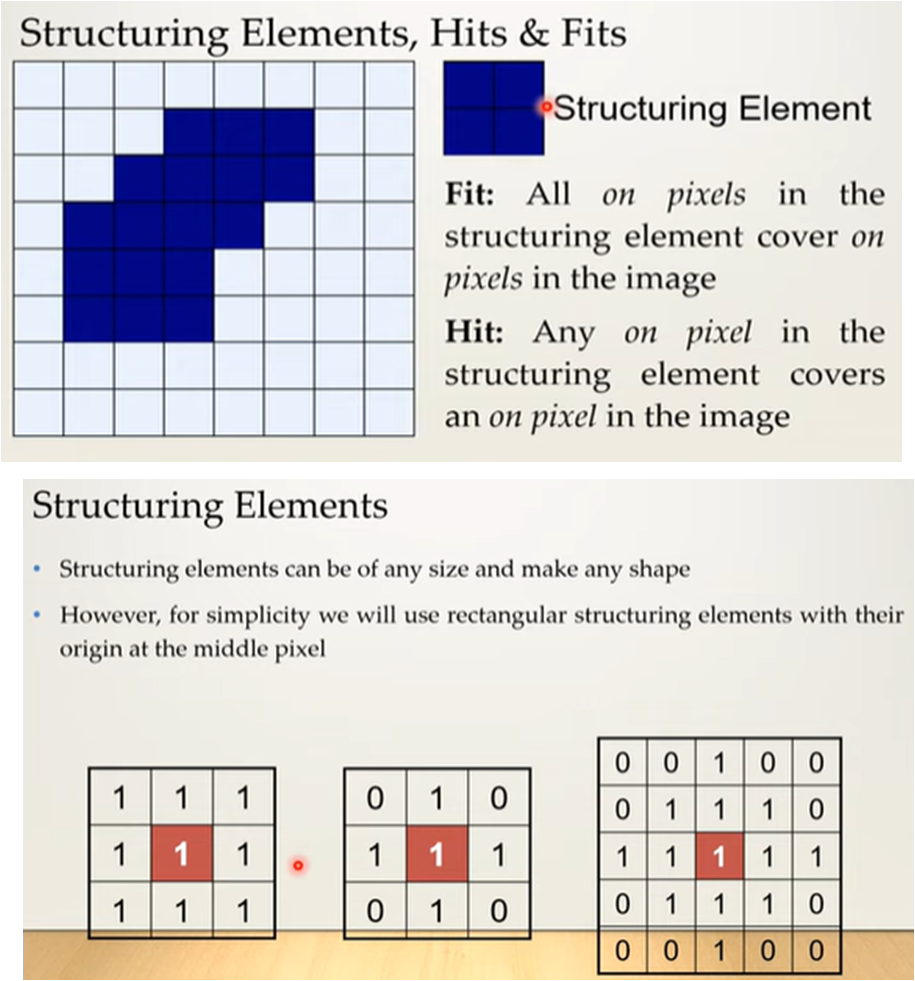 Structuring Elements, Hits & Fits
Structuring Element
Fit: All on pixels in the
structuring element cover on
pixels in the image
Hit: Any on pixel in the
structuring element covers
an on pixel in the image
Structuring Elements
• Structuring elements can be of any size and make any shape
• However, for simplicity we will use rectangular structuring elements with their
origin at the middle pixel
1 1 1
1 1 1
1 1 1
0 1 0
1 1 1
0 1 0
0 0 1 0 0
0 1 1 1 0
1 1 1 1 1
0 1 1 1 0
0 0 1 0 0